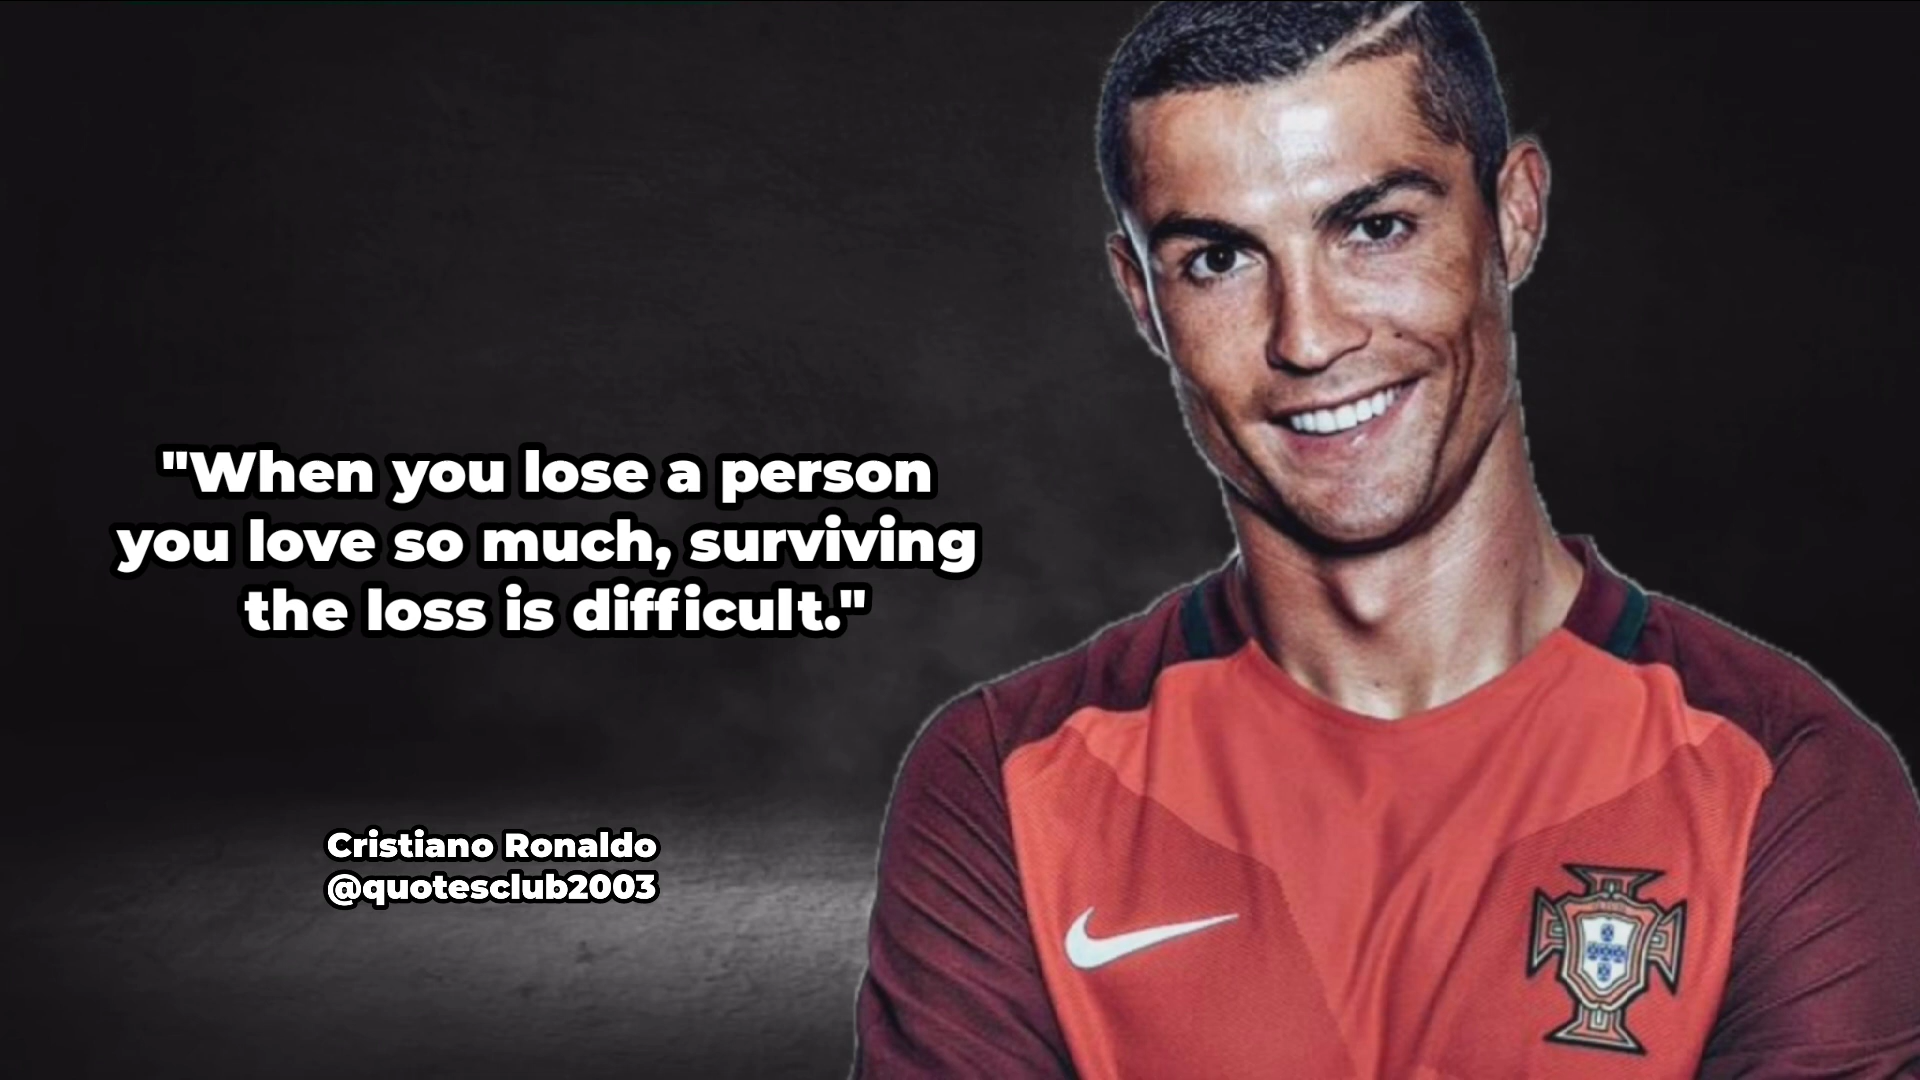 "When you lose a person
you love so much, surviving
the loss is difficult."
Cristiano Ronaldo
@quotesclub2003